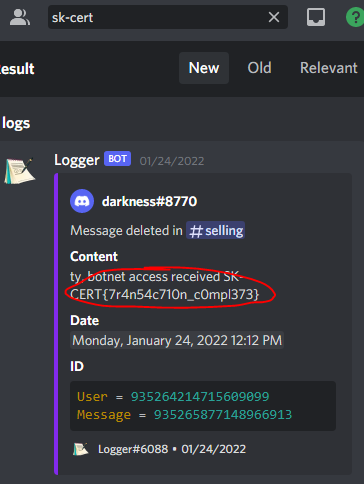 sk-cert
Result
New
Old
Relevant
logs
Logger BOT 01/24/2022
darkness#8770
Message deleted in #selling
Content
ty, botnet access received SK-
CERT{7r4n54c710n_c0mpl373}
Date
Monday, January 24, 2022 12:12 PM
ID
User = 935264214715609099
Message = 935265877148966913
Logger#6088 • 01/24/2022